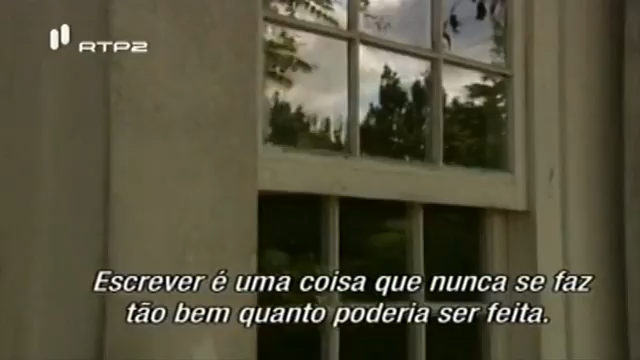 RTP2
Escrever é uma coisa que nunca se faz
tão bem quanto poderia ser feita.